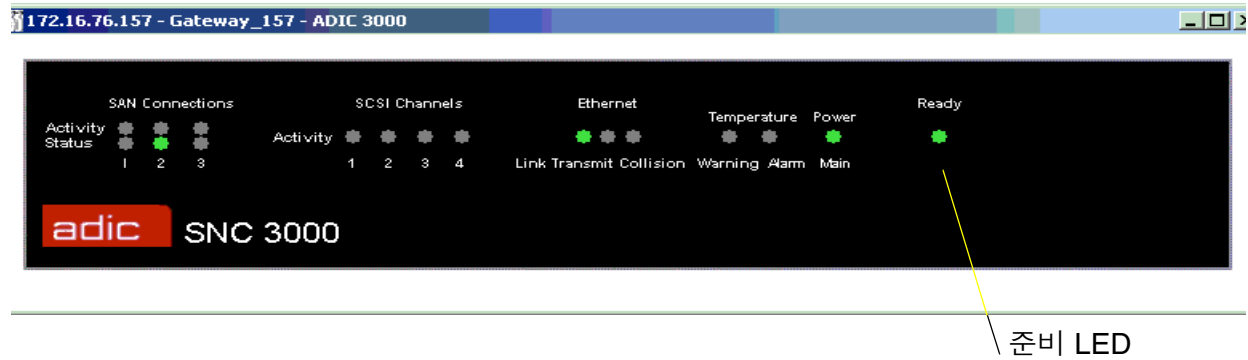 172.16.76.157 - Gateway_157 - ADIC 3000
SAN Connections SCSI Channels Ethernet Ready
Temperature Power
Activity
Status
Activity
1 2 3 1 2 3 4 Link Transmit Collision Warning Alarm Main
adic SNC 3000
준비 LED